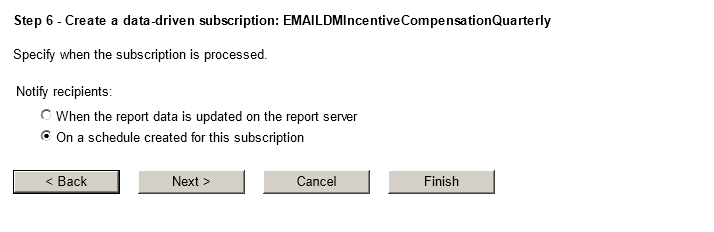 Step 6 - Create a data-driven subscription: EMAILDMIncentiveCompensationQuarterly
Specify when the subscription is processed.
Notify recipients:
When the report data is updated on the report server
On a schedule created for this subscription
< Back Next > Cancel Finish